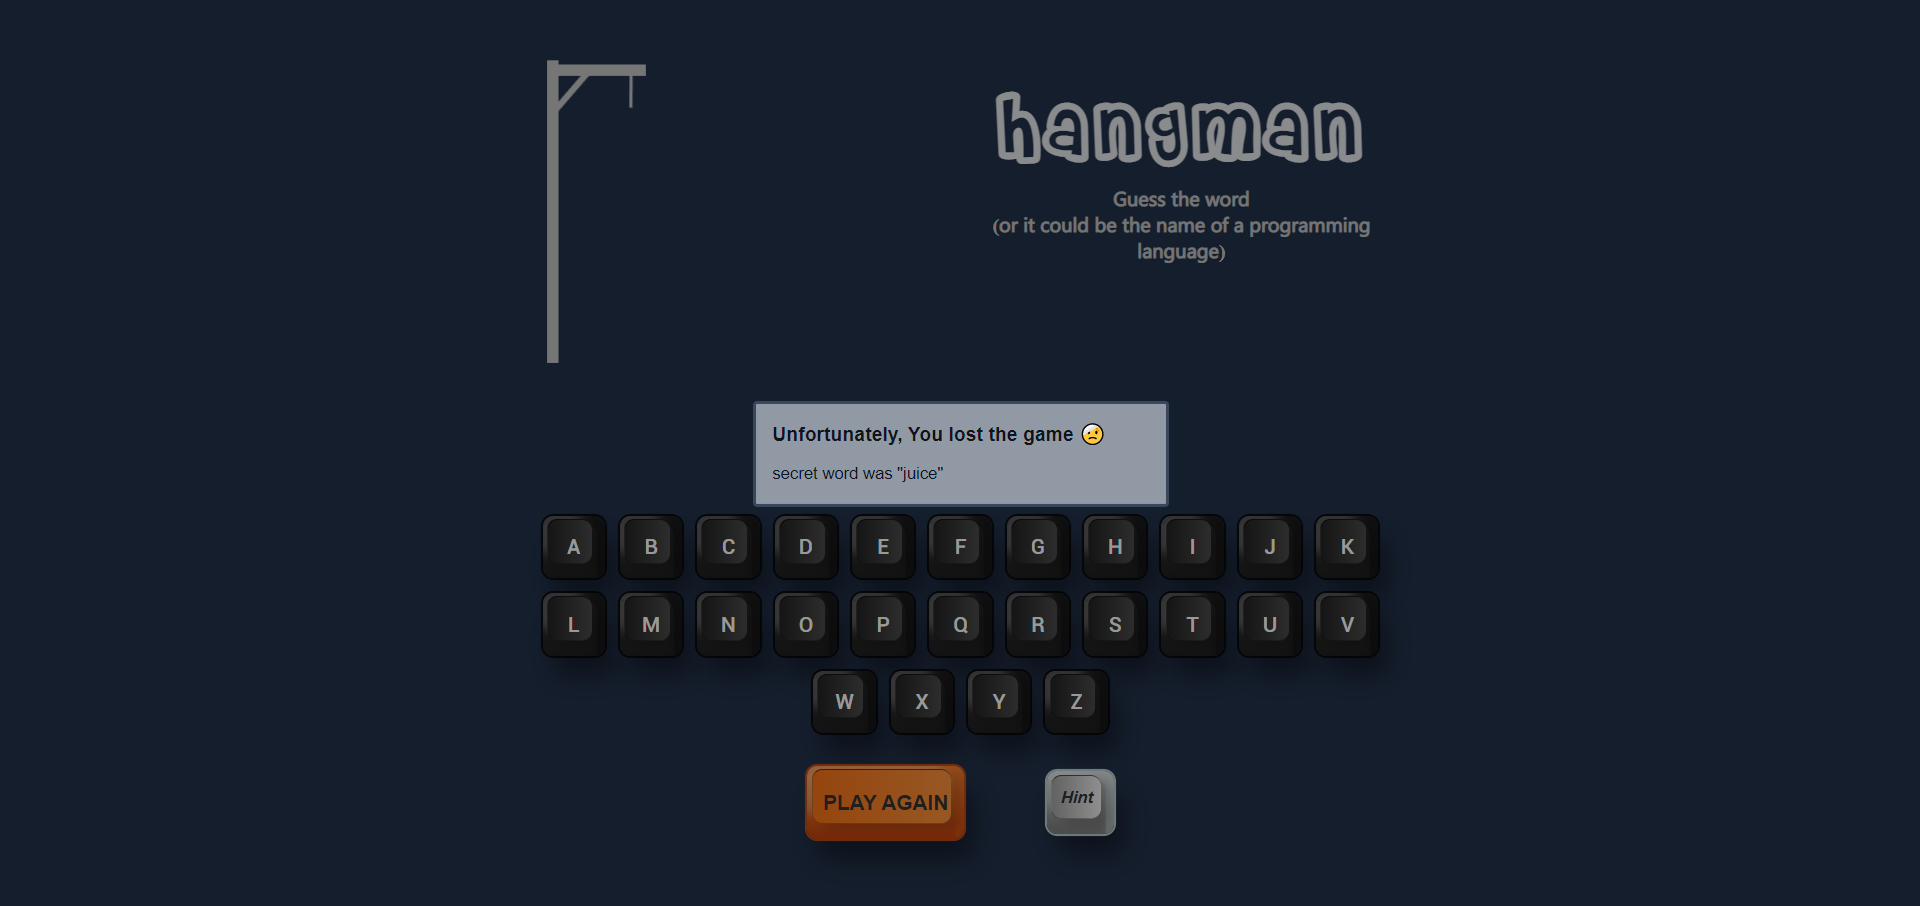 hangman
Guess the word
(or it could be the name of a programming
language)
Unfortunately, You lost the game 🤕
secret word was "juice"
A B C D E F G H I J K
L M N O P Q R S T U V
W X Y Z
PLAY AGAIN Hint